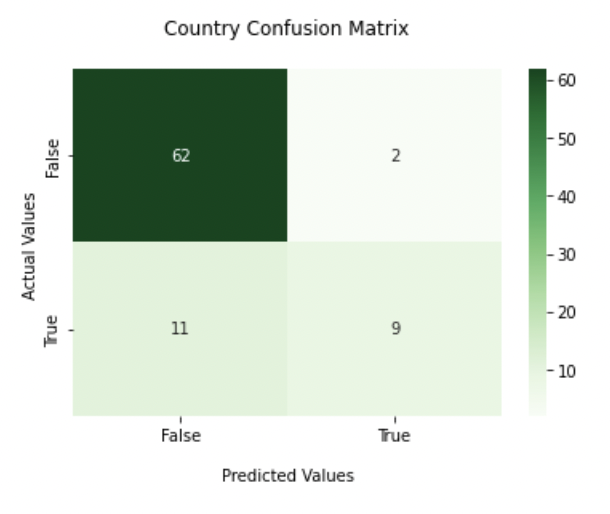 Country Confusion Matrix
Actual Values
False
True
62
2
11
9
False
True
Predicted Values
60
50
40
30
20
10